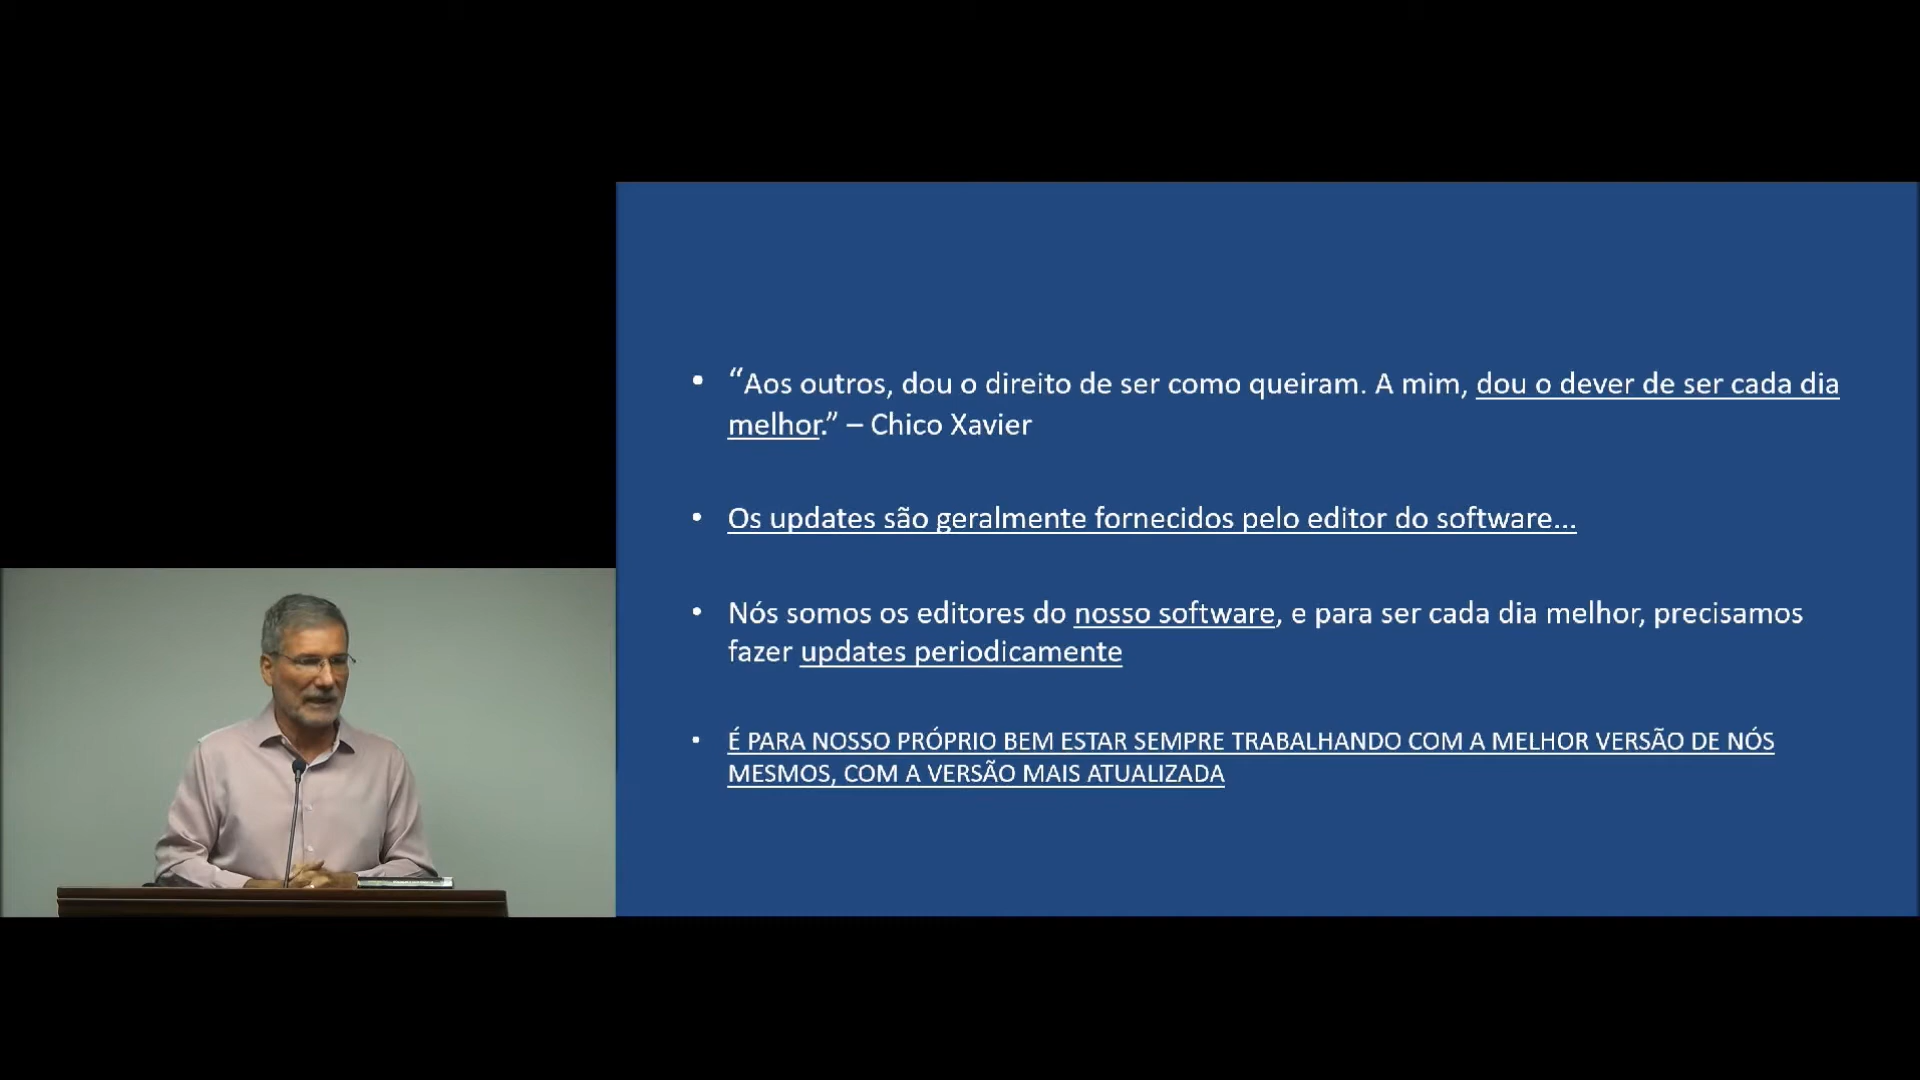 • “Aos outros, dou o direito de ser como queiram. A mim, dou o dever de ser cada dia
melhor.” – Chico Xavier
• Os updates são geralmente fornecidos pelo editor do software...
• Nós somos os editores do nosso software, e para ser cada dia melhor, precisamos
fazer updates periodicamente
• É PARA NOSSO PRÓPRIO BEM ESTAR SEMPRE TRABALHANDO COM A MELHOR VERSÃO DE NÓS
MESMOS, COM A VERSÃO MAIS ATUALIZADA